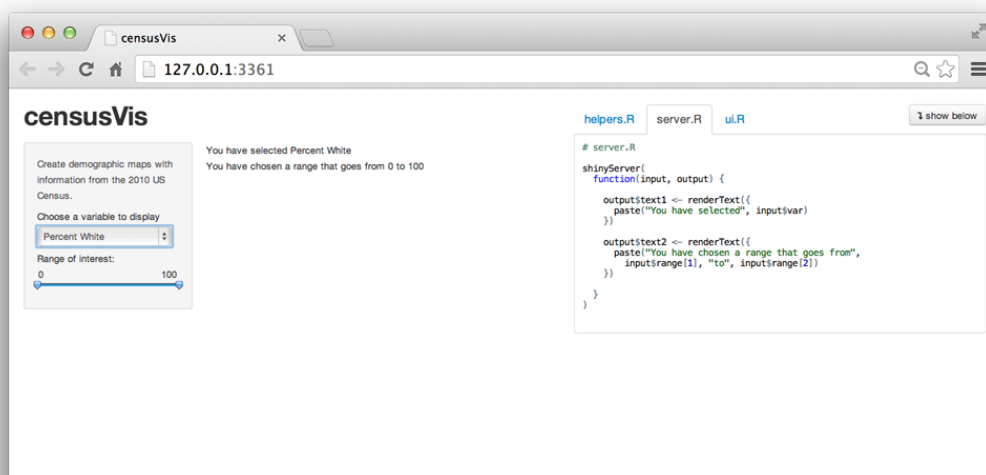 censusVis
127.0.0.1:3361
censusVis
Create demographic maps with
information from the 2010 US
Census.
Choose a variable to display
Percent White
Range of interest:
0 100
You have selected Percent White
You have chosen a range that goes from 0 to 100
helpers.R server.R ui.R
show below
# server.R
shinyServer(
function(input, output) {
output$text1 <- renderText({
paste("You have selected", input$var)
})
output$text2 <- renderText({
paste("You have chosen a range that goes from",
input$range[1], "to", input$range[2])
})
}
)